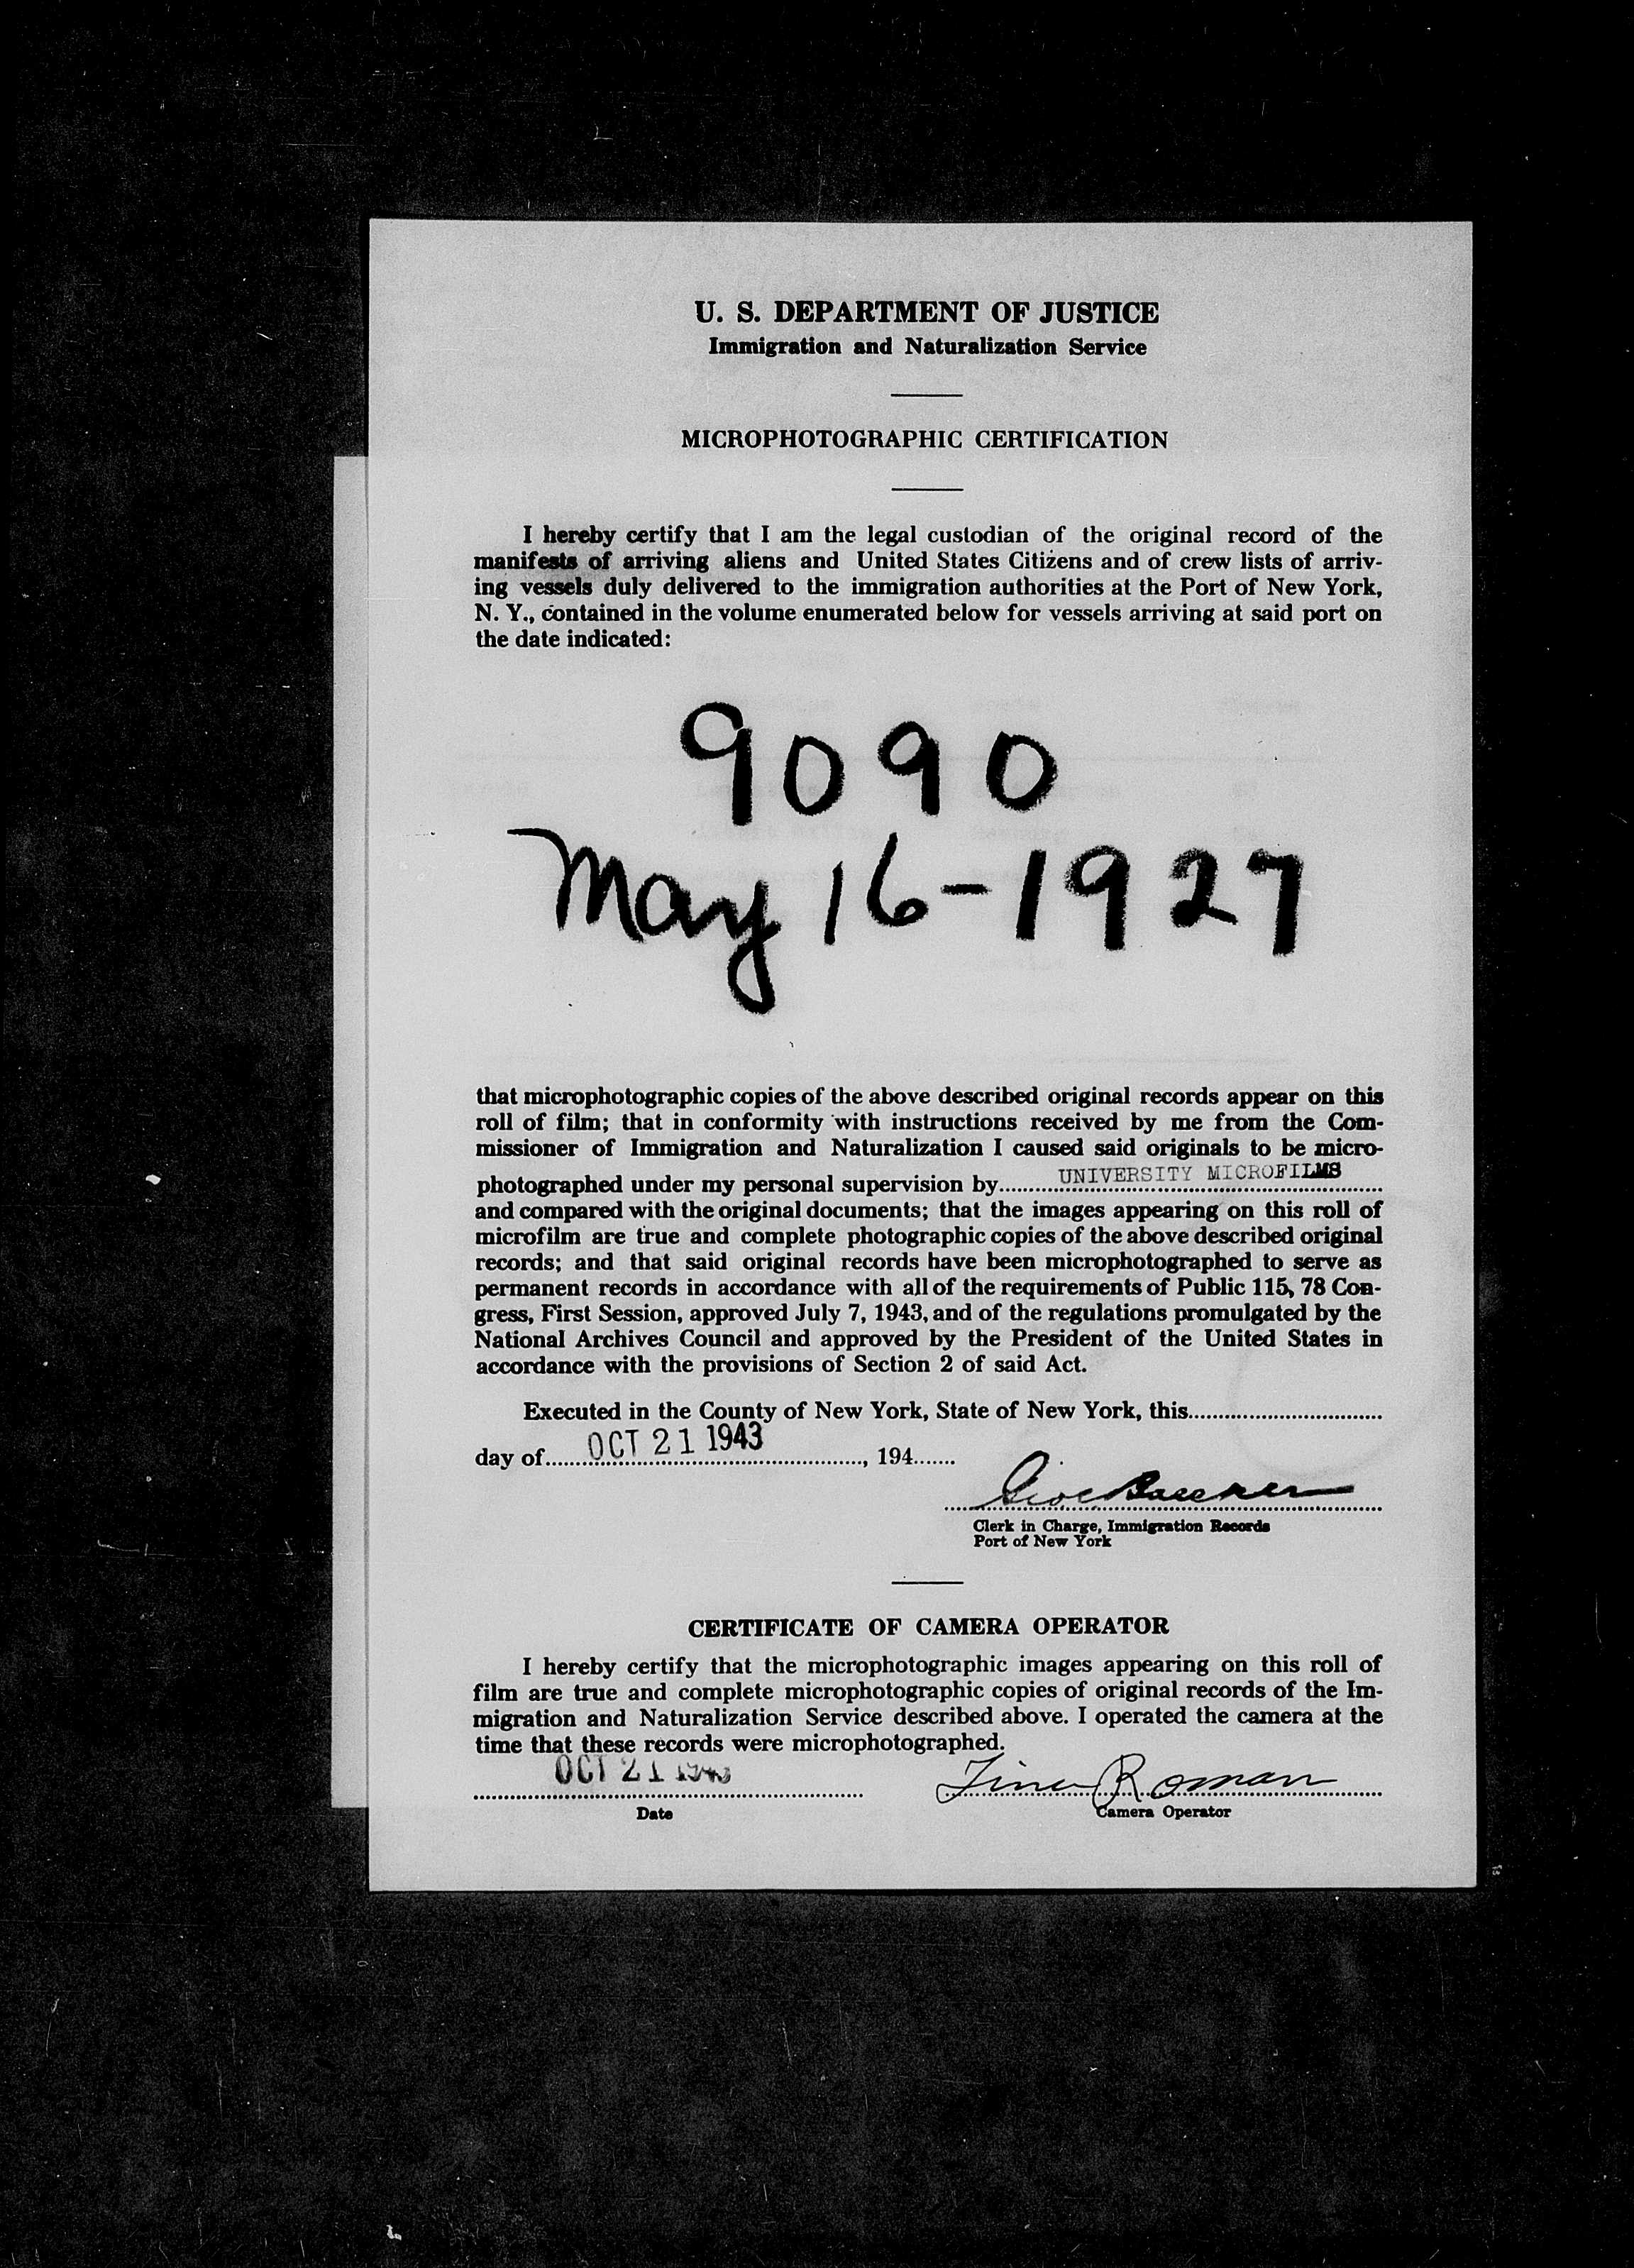 U. S. DEPARTMENT OF JUSTICE
Immigration and Naturalization Service
MICROPHOTOGRAPHIC CERTIFICATION
I hereby certify that I am the legal custodian of the original record of the
manifests of arriving aliens and United States Citizens and of crew lists of arriv-
ing vessels duly delivered to the immigration authorities at the Port of New York,
N. Y., contained in the volume enumerated below for vessels arriving at said port on
the date indicated:
9090
May 16-1927
that microphotographic copies of the above described original records appear on this
roll of film; that in conformity with instructions received by me from the Com-
missioner of Immigration and Naturalization I caused said originals to be micro-
photographed under my personal supervision by UNIVERSITY MICROFILMS
and compared with the original documents; that the images appearing on this roll of
microfilm are true and complete photographic copies of the above described original
records; and that said original records have been microphotographed to serve as
permanent records in accordance with all of the requirements of Public 115, 78 Con-
gress, First Session, approved July 7, 1943, and of the regulations promulgated by the
National Archives Council and approved by the President of the United States in
accordance with the provisions of Section 2 of said Act.
Executed in the County of New York, State of New York, this
day of OCT 21 1943, 194
Clerk in Charge, Immigration Records
Port of New York
CERTIFICATE OF CAMERA OPERATOR
I hereby certify that the microphotographic images appearing on this roll of
film are true and complete microphotographic copies of original records of the Im-
migration and Naturalization Service described above. I operated the camera at the
time that these records were microphotographed.
OCT 21 1943 Roman
Date Camera Operator